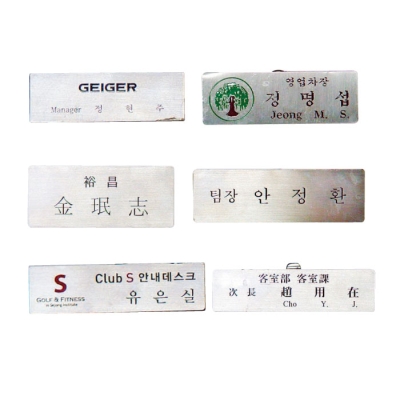 GEIGER
Manager 정 현 주
영업차장
정 명 섭
Jeong M. S.
裕 昌
金 珉 志
팀장 안 정 환
S
GOLF & FITNESS
Club S 안내데스크
유 은 실
客室部 客室課
次 長 趙 用 在
Cho Y. J.